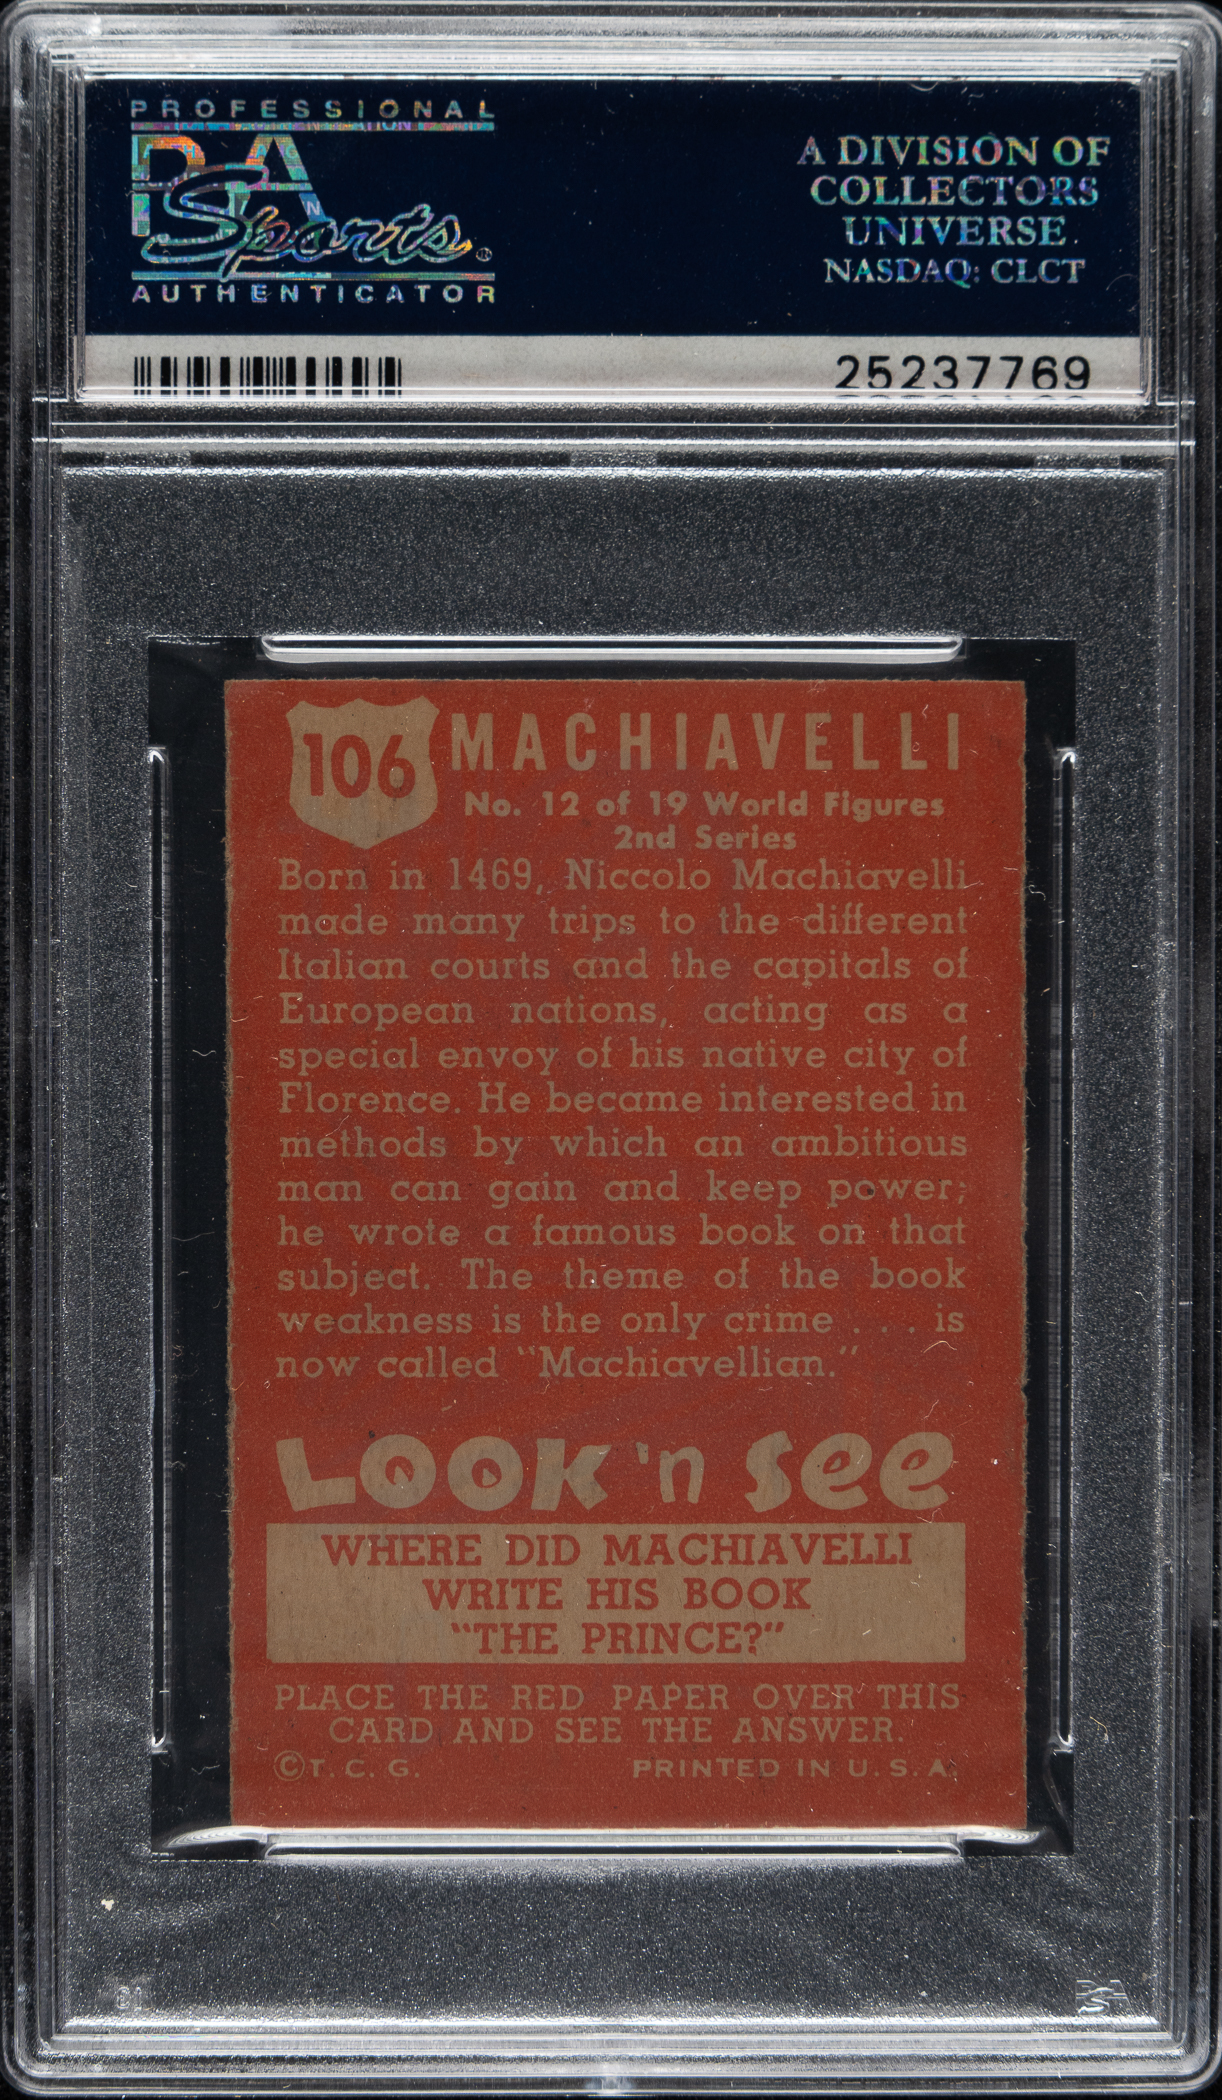 PROFESSIONAL
PSA
Sports
AUTHENTICATOR
A DIVISION OF
COLLECTORS
UNIVERSE
NASDAQ: CLCT
25237769
106
MACHIAVELLI
No. 12 of 19 World Figures
2nd Series
Born in 1469, Niccolo Machiavelli
made many trips to the different
Italian courts and the capitals of
European nations, acting as a
special envoy of his native city of
Florence. He became interested in
methods by which an ambitious
man can gain and keep power;
he wrote a famous book on that
subject. The theme of the book
weakness is the only crime . . . is
now called "Machiavellian."
LOOK 'n SEE
WHERE DID MACHIAVELLI
WRITE HIS BOOK
"THE PRINCE?"
PLACE THE RED PAPER OVER THIS
CARD AND SEE THE ANSWER.
©T. C. G. PRINTED IN U. S. A.
PSA